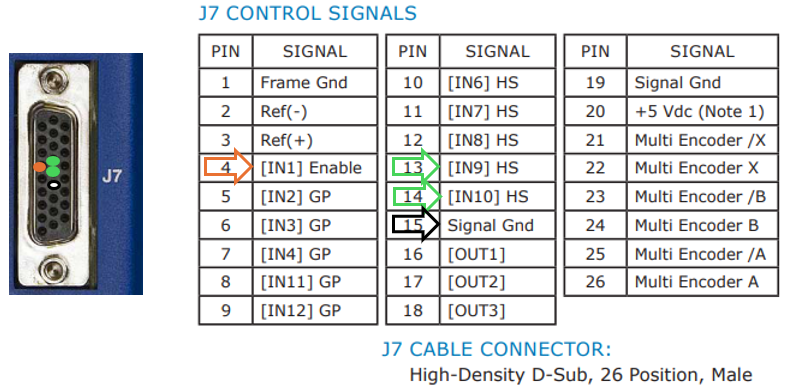 J7 CONTROL SIGNALS
PIN SIGNAL PIN SIGNAL PIN SIGNAL
1 Frame Gnd 10 [IN6] HS 19 Signal Gnd
2 Ref(-) 11 [IN7] HS 20 +5 Vdc (Note 1)
3 Ref(+) 12 [IN8] HS 21 Multi Encoder /X
4 [IN1] Enable 13 [IN9] HS 22 Multi Encoder X
5 [IN2] GP 14 [IN10] HS 23 Multi Encoder /B
6 [IN3] GP 15 Signal Gnd 24 Multi Encoder B
7 [IN4] GP 16 [OUT1] 25 Multi Encoder /A
8 [IN11] GP 17 [OUT2] 26 Multi Encoder A
9 [IN12] GP 18 [OUT3]
J7
J7 CABLE CONNECTOR:
High-Density D-Sub, 26 Position, Male